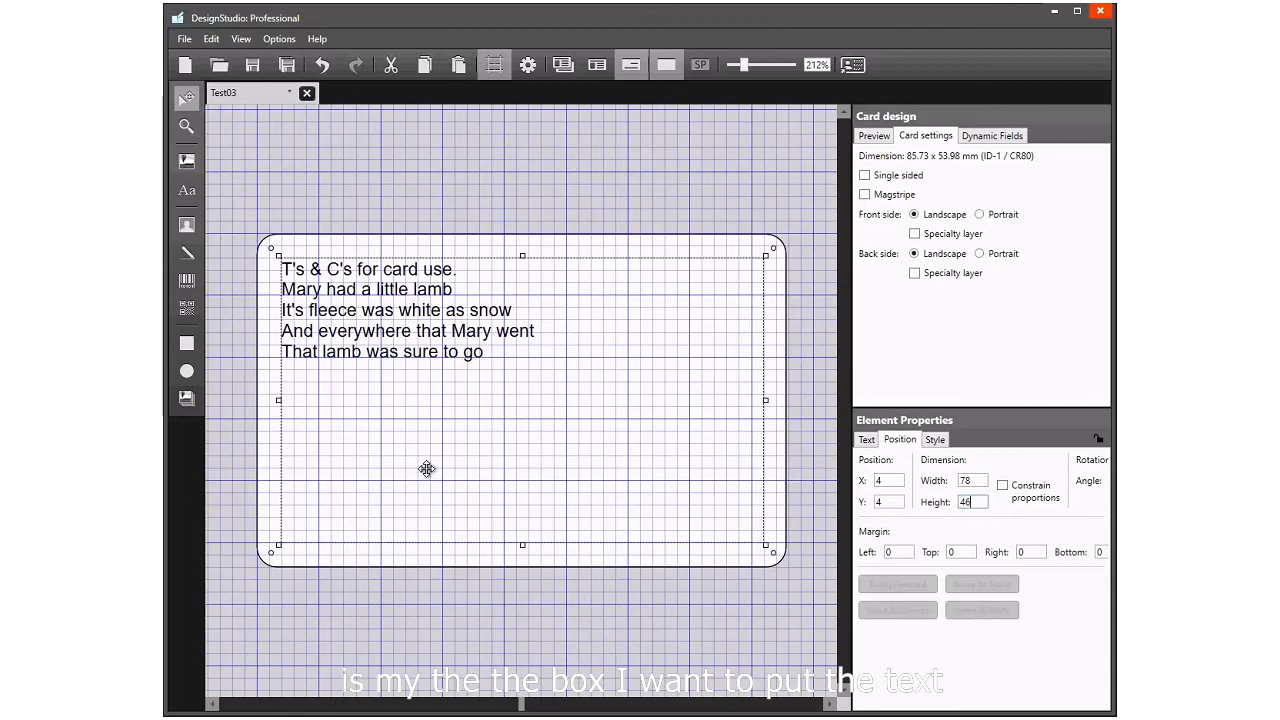 DesignStudio: Professional
File Edit View Options Help
SP 212%
Test03 *
Aa
T's & C's for card use.
Mary had a little lamb
It's fleece was white as snow
And everywhere that Mary went
That lamb was sure to go
Card design
Preview Card settings Dynamic Fields
Dimension: 85.73 x 53.98 mm (ID-1 / CR80)
Single sided
Magstripe
Front side: Landscape Portrait
Specialty layer
Back side: Landscape Portrait
Specialty layer
Element Properties
Text Position Style
Position: Dimension: Rotation
X: 4 Width: 78 Constrain proportions Angle:
Y: 4 Height: 46
Margin:
Left: 0 Top: 0 Right: 0 Bottom: 0
is my the the box I want to put the text